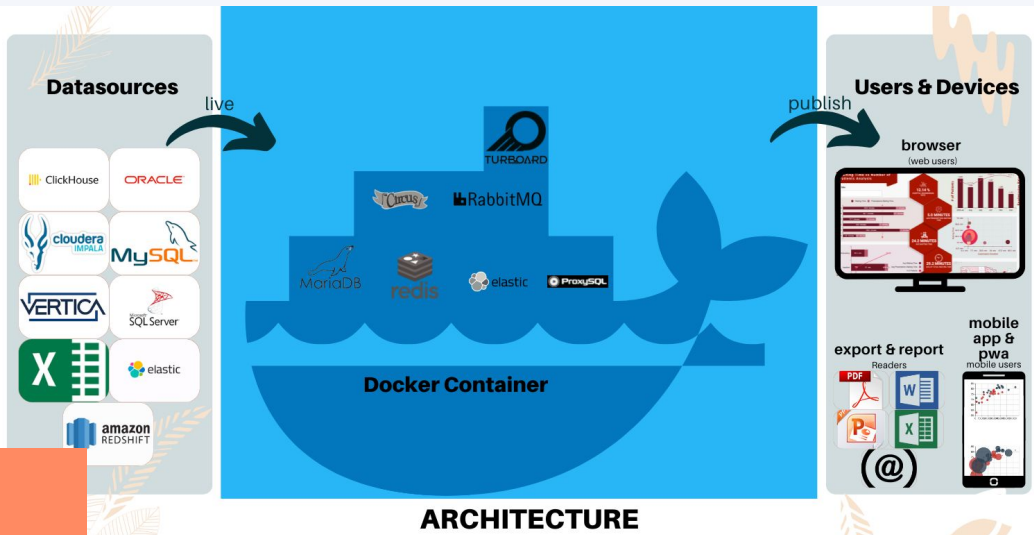 Datasources
live
ClickHouse
ORACLE
cloudera
IMPALA
MySQL
VERTICA
Microsoft
SQL Server
X
elastic
amazon
REDSHIFT
TURBOARD
Circus
RabbitMQ
MariaDB
redis
elastic
ProxySQL
Docker Container
ARCHITECTURE
publish
Users & Devices
browser
(web users)
export & report
Readers
PDF
W
P
X
(@)
mobile
app &
pwa
mobile users